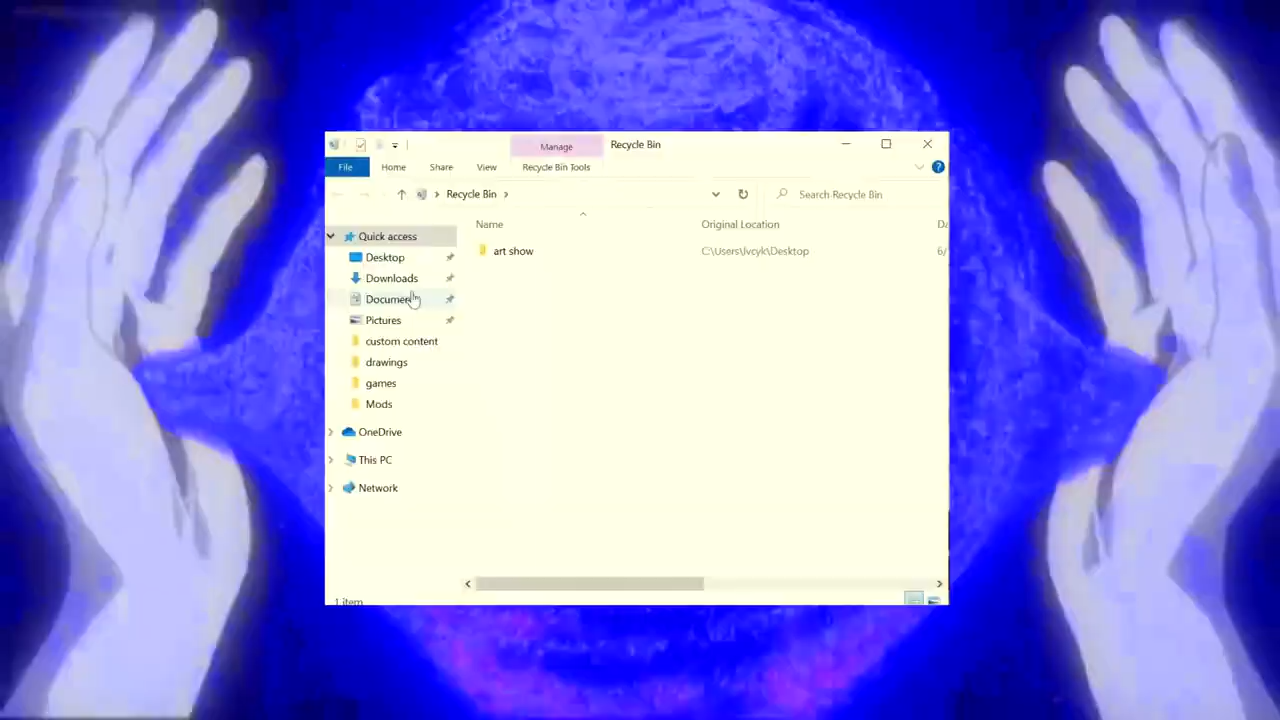 Manage
Recycle Bin
File
Home
Share
View
Recycle Bin Tools
Recycle Bin
Search Recycle Bin
Name
Original Location
Quick access
art show
C:\Users\lvcyk\Desktop
6/
Desktop
Downloads
Pictures
custom content
drawings
games
Mods
OneDrive
This PC
Network
1 item